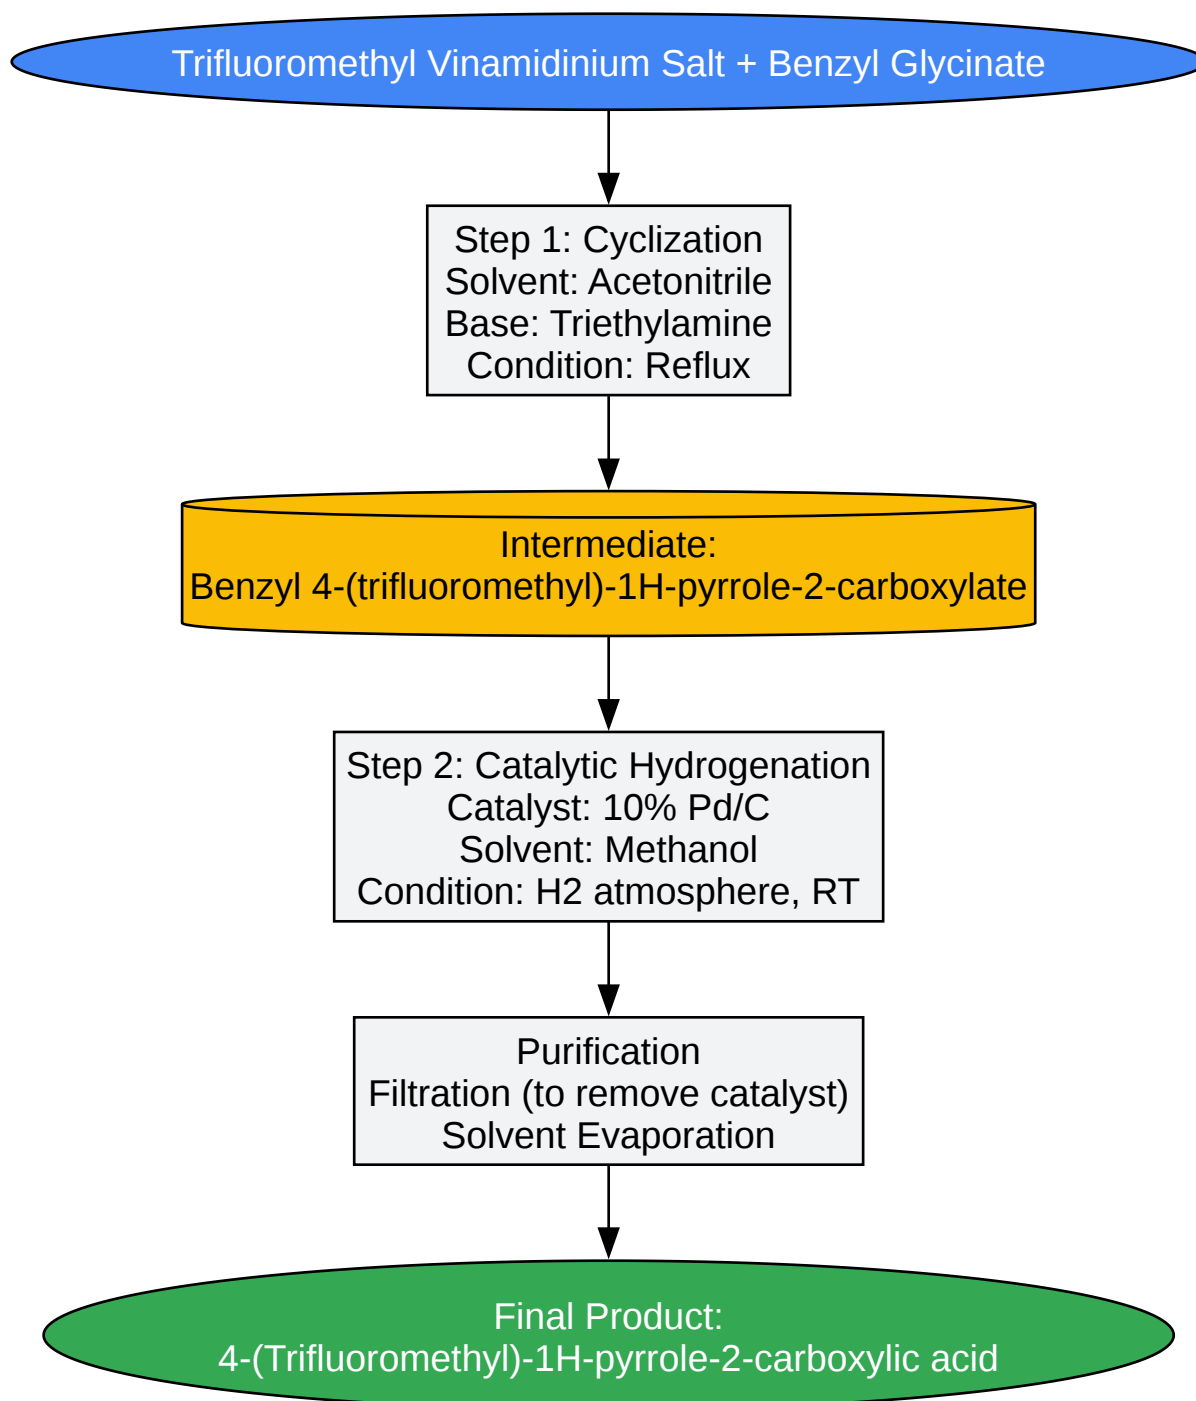 Trifluoromethyl Vinamidinium Salt + Benzyl Glycinate
Step 1: Cyclization
Solvent: Acetonitrile
Base: Triethylamine
Condition: Reflux
Intermediate:
Benzyl 4-(trifluoromethyl)-1H-pyrrole-2-carboxylate
Step 2: Catalytic Hydrogenation
Catalyst: 10% Pd/C
Solvent: Methanol
Condition: H2 atmosphere, RT
Purification
Filtration (to remove catalyst)
Solvent Evaporation
Final Product:
4-(Trifluoromethyl)-1H-pyrrole-2-carboxylic acid